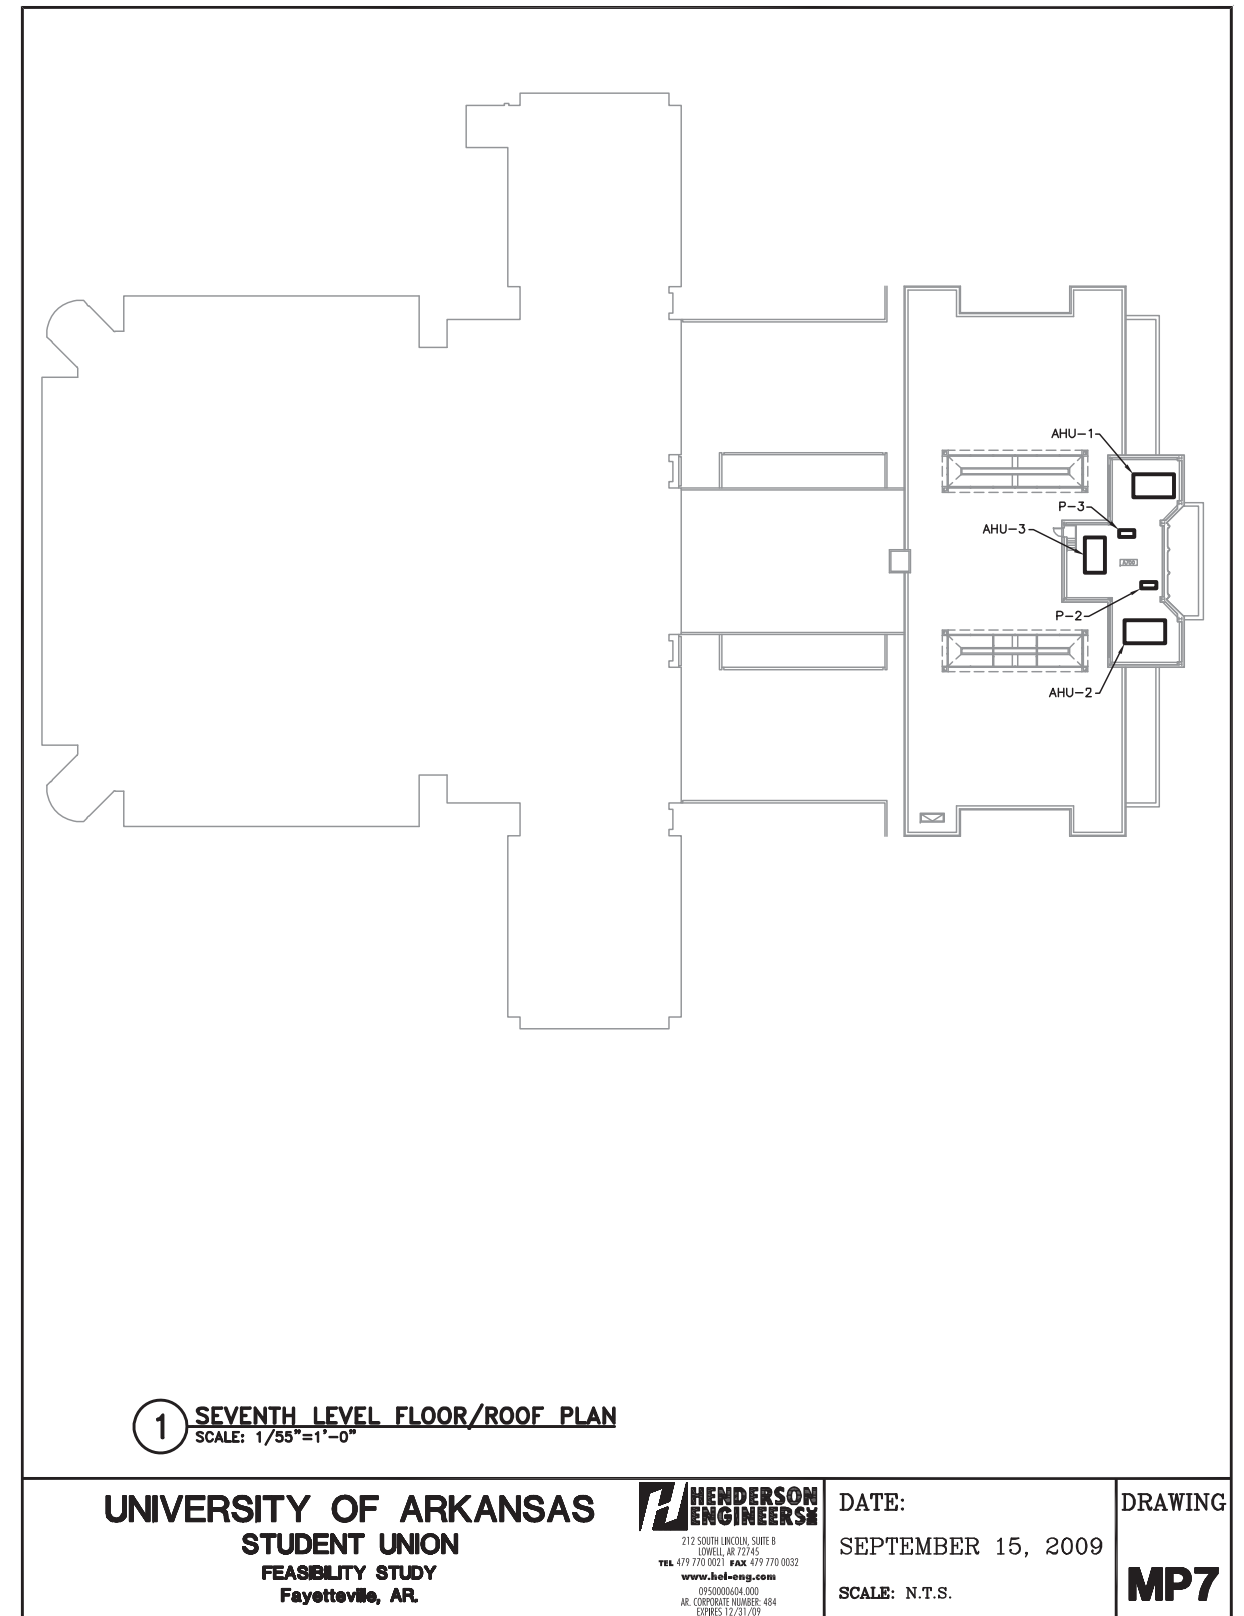 AHU-1
P-3
AHU-3
A700
P-2
AHU-2
1
SEVENTH LEVEL FLOOR/ROOF PLAN
SCALE: 1/55"=1'-0"
UNIVERSITY OF ARKANSAS
STUDENT UNION
FEASIBILITY STUDY
Fayetteville, AR.
HENDERSON
ENGINEERS INC
212 SOUTH LINCOLN, SUITE B
LOWELL, AR 72745
TEL 479 770 0021 FAX 479 770 0032
www.hei-eng.com
0950000604.000
AR. CORPORATE NUMBER: 484
EXPIRES 12/31/09
DATE:
SEPTEMBER 15, 2009
SCALE: N.T.S.
DRAWING
MP7